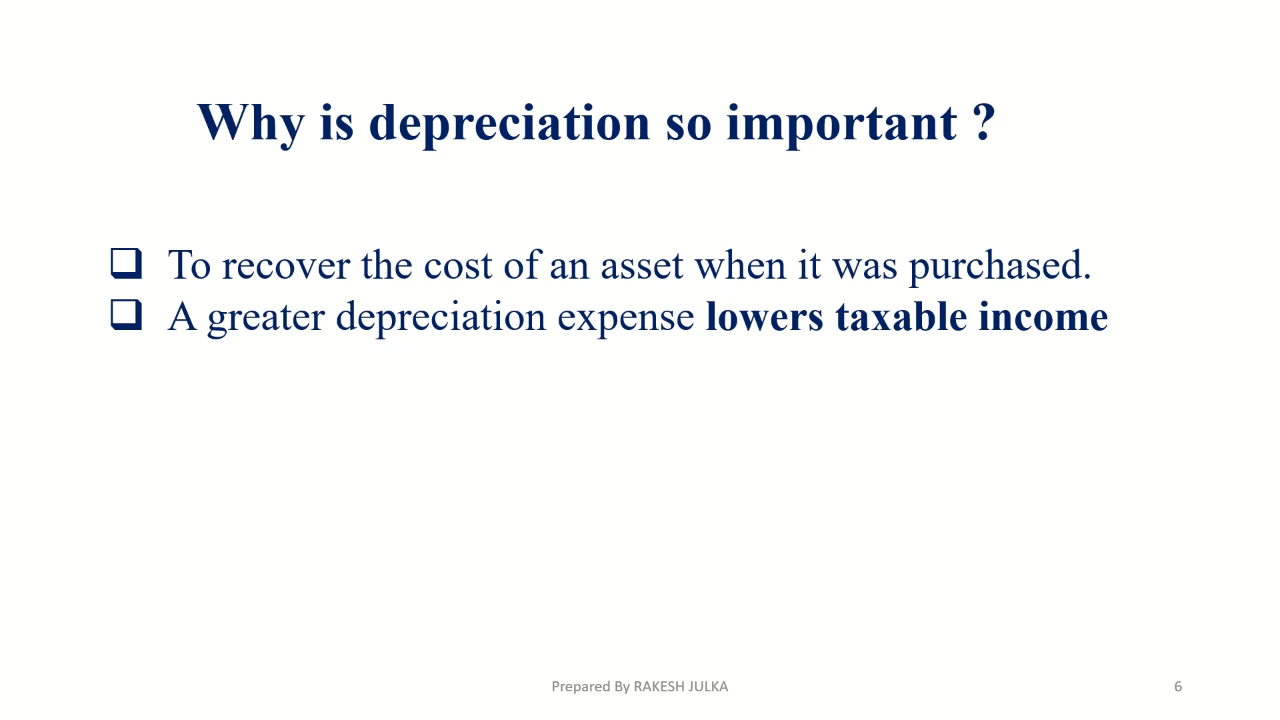 Why is depreciation so important ?
❑ To recover the cost of an asset when it was purchased.
❑ A greater depreciation expense lowers taxable income
Prepared By RAKESH JULKA
6